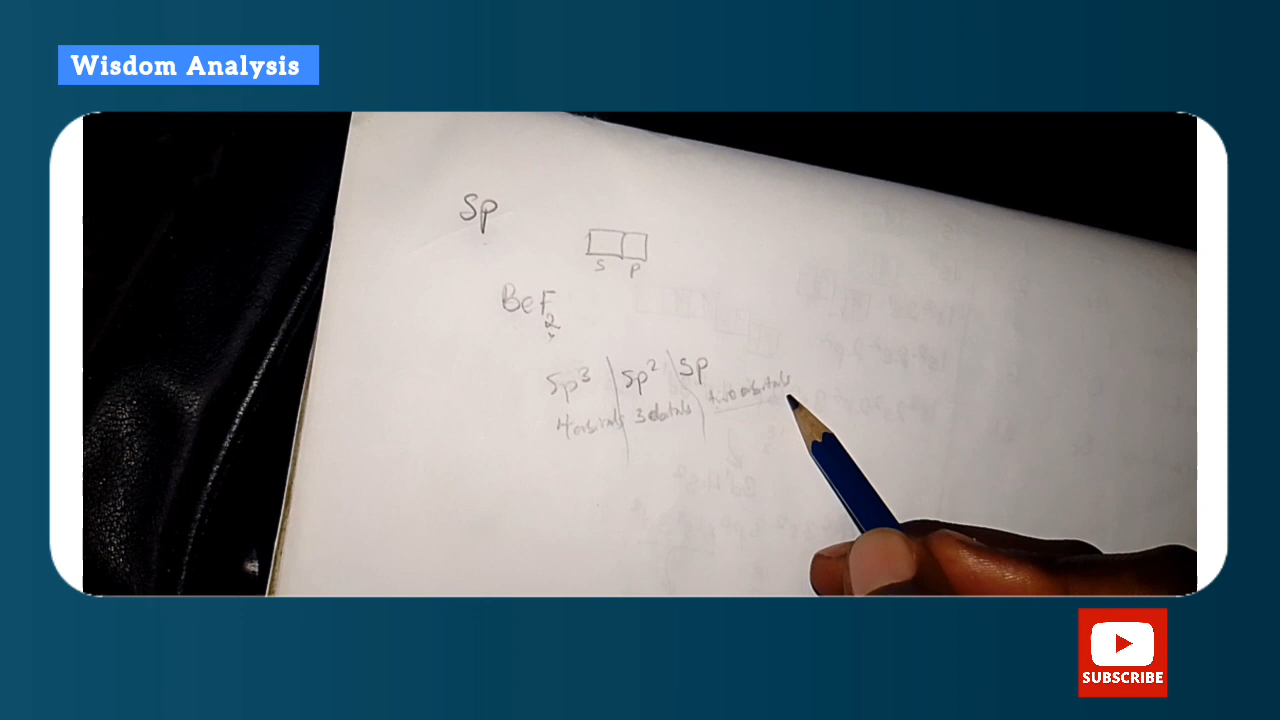 Wisdom Analysis
Sp
S P
BeF2
Sp3 Sp2 Sp
4 orbitals 3 orbitals two orbitals
SUBSCRIBE